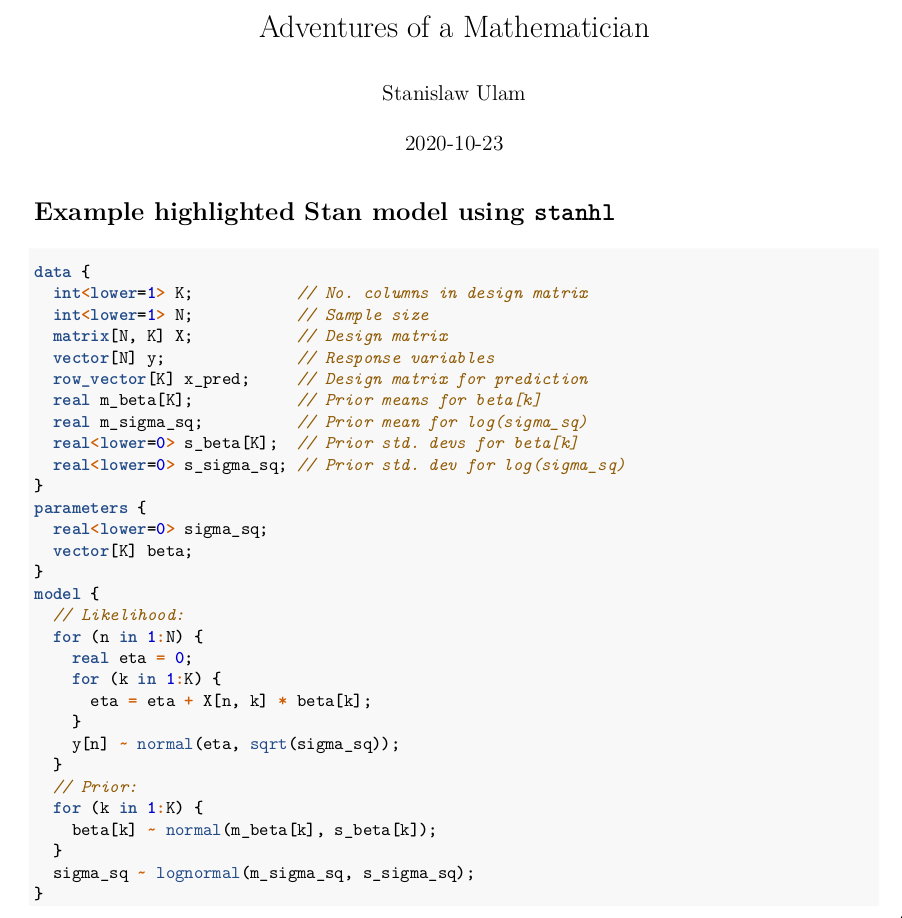 Adventures of a Mathematician
Stanislaw Ulam
2020-10-23
Example highlighted Stan model using stanhl
data {
  int<lower=1> K;           // No. columns in design matrix
  int<lower=1> N;           // Sample size
  matrix[N, K] X;           // Design matrix
  vector[N] y;              // Response variables
  row_vector[K] x_pred;     // Design matrix for prediction
  real m_beta[K];           // Prior means for beta[k]
  real m_sigma_sq;          // Prior mean for log(sigma_sq)
  real<lower=0> s_beta[K];  // Prior std. devs for beta[k]
  real<lower=0> s_sigma_sq; // Prior std. dev for log(sigma_sq)
}
parameters {
  real<lower=0> sigma_sq;
  vector[K] beta;
}
model {
  // Likelihood:
  for (n in 1:N) {
    real eta = 0;
    for (k in 1:K) {
      eta = eta + X[n, k] * beta[k];
    }
    y[n] ~ normal(eta, sqrt(sigma_sq));
  }
  // Prior:
  for (k in 1:K) {
    beta[k] ~ normal(m_beta[k], s_beta[k]);
  }
  sigma_sq ~ lognormal(m_sigma_sq, s_sigma_sq);
}